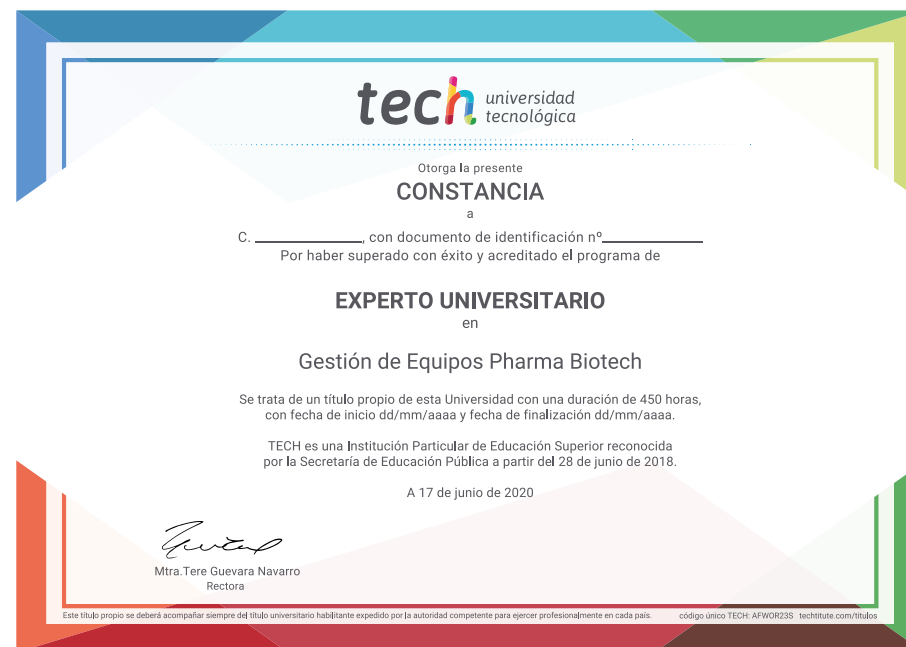 tech universidad
tecnológica
Otorga la presente
CONSTANCIA
a
C. ______________, con documento de identificación nº_____________
Por haber superado con éxito y acreditado el programa de
EXPERTO UNIVERSITARIO
en
Gestión de Equipos Pharma Biotech
Se trata de un título propio de esta Universidad con una duración de 450 horas,
con fecha de inicio dd/mm/aaaa y fecha de finalización dd/mm/aaaa.
TECH es una Institución Particular de Educación Superior reconocida
por la Secretaría de Educación Pública a partir del 28 de junio de 2018.
A 17 de junio de 2020
Mtra.Tere Guevara Navarro
Rectora
Este título propio se deberá acompañar siempre del título universitario habilitante expedido por la autoridad competente para ejercer profesionalmente en cada país. código único TECH: AFWOR23S techtitute.com/titulos